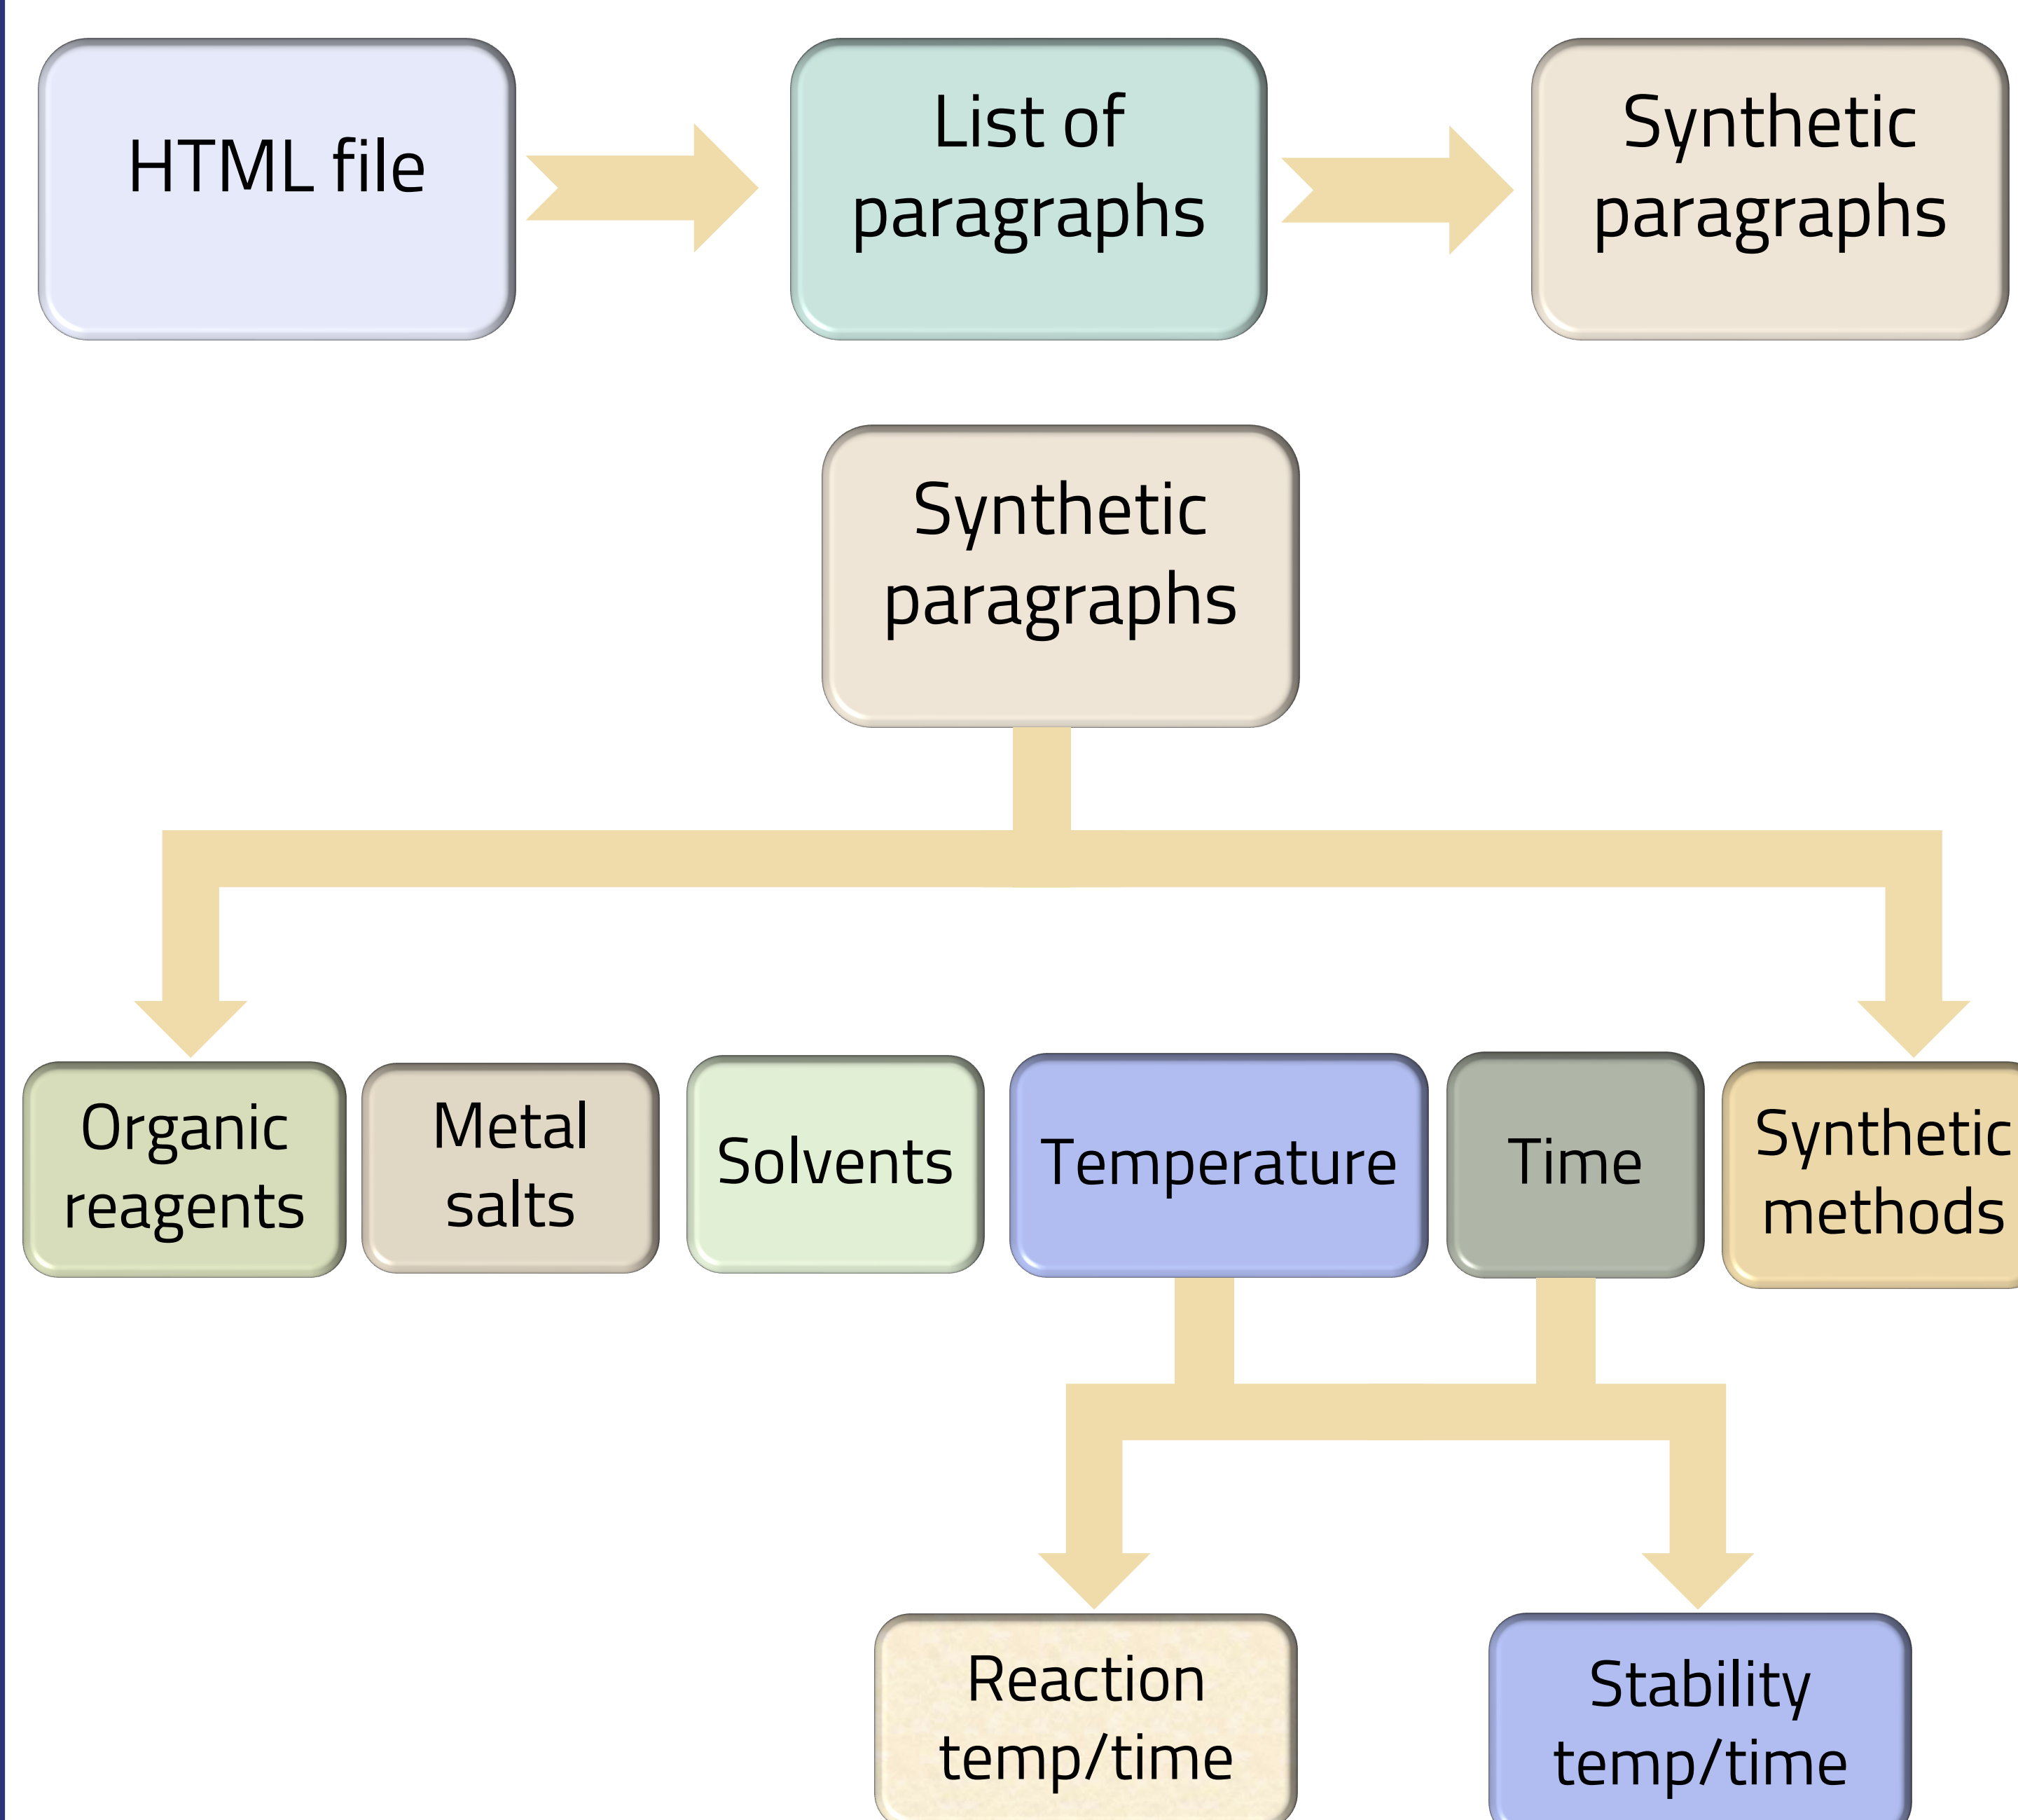 HTML file
List of
paragraphs
Synthetic
paragraphs
Synthetic
paragraphs
Organic
reagents
Metal
salts
Solvents
Temperature
Time
Synthetic
methods
Reaction
temp/time
Stability
temp/time